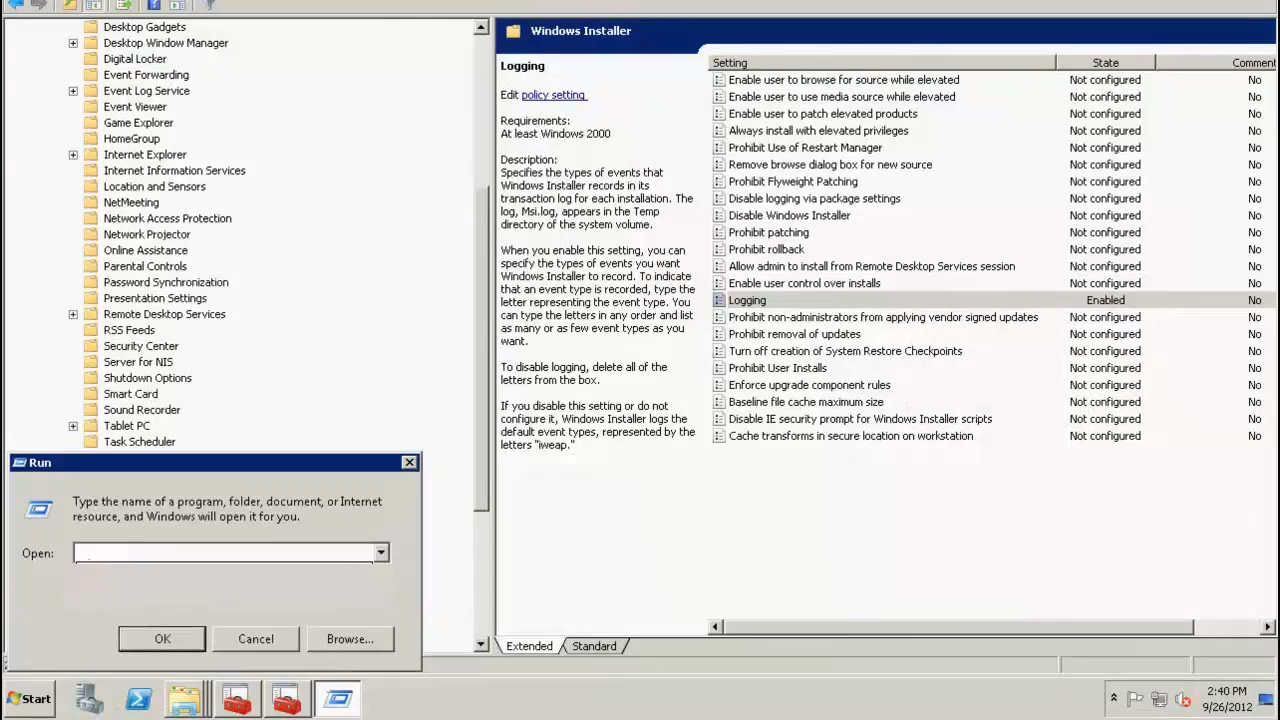 Desktop Gadgets
Desktop Window Manager
Digital Locker
Event Forwarding
Event Log Service
Event Viewer
Game Explorer
HomeGroup
Internet Explorer
Internet Information Services
Location and Sensors
NetMeeting
Network Access Protection
Network Projector
Online Assistance
Parental Controls
Password Synchronization
Presentation Settings
Remote Desktop Services
RSS Feeds
Security Center
Server for NIS
Shutdown Options
Smart Card
Sound Recorder
Tablet PC
Task Scheduler
Windows Installer
Logging
Edit policy setting
Requirements:
At least Windows 2000
Description:
Specifies the types of events that
Windows Installer records in its
transaction log for each installation. The
log, Msi.log, appears in the Temp
directory of the system volume.
When you enable this setting, you can
specify the types of events you want
Windows Installer to record. To indicate
that an event type is recorded, type the
letter representing the event type. You
can type the letters in any order and list
as many or as few event types as you
want.
To disable logging, delete all of the
letters from the box.
If you disable this setting or do not
configure it, Windows Installer logs the
default event types, represented by the
letters "iweap."
Setting State Comment
Enable user to browse for source while elevated Not configured No
Enable user to use media source while elevated Not configured No
Enable user to patch elevated products Not configured No
Always install with elevated privileges Not configured No
Prohibit Use of Restart Manager Not configured No
Remove browse dialog box for new source Not configured No
Prohibit Flyweight Patching Not configured No
Disable logging via package settings Not configured No
Disable Windows Installer Not configured No
Prohibit patching Not configured No
Prohibit rollback Not configured No
Allow admin to install from Remote Desktop Services session Not configured No
Enable user control over installs Not configured No
Logging Enabled No
Prohibit non-administrators from applying vendor signed updates Not configured No
Prohibit removal of updates Not configured No
Turn off creation of System Restore Checkpoints Not configured No
Prohibit User Installs Not configured No
Enforce upgrade component rules Not configured No
Baseline file cache maximum size Not configured No
Disable IE security prompt for Windows Installer scripts Not configured No
Cache transforms in secure location on workstation Not configured No
Extended Standard
Run
Type the name of a program, folder, document, or Internet
resource, and Windows will open it for you.
Open:
OK Cancel Browse...
Start
2:40 PM
9/26/2012